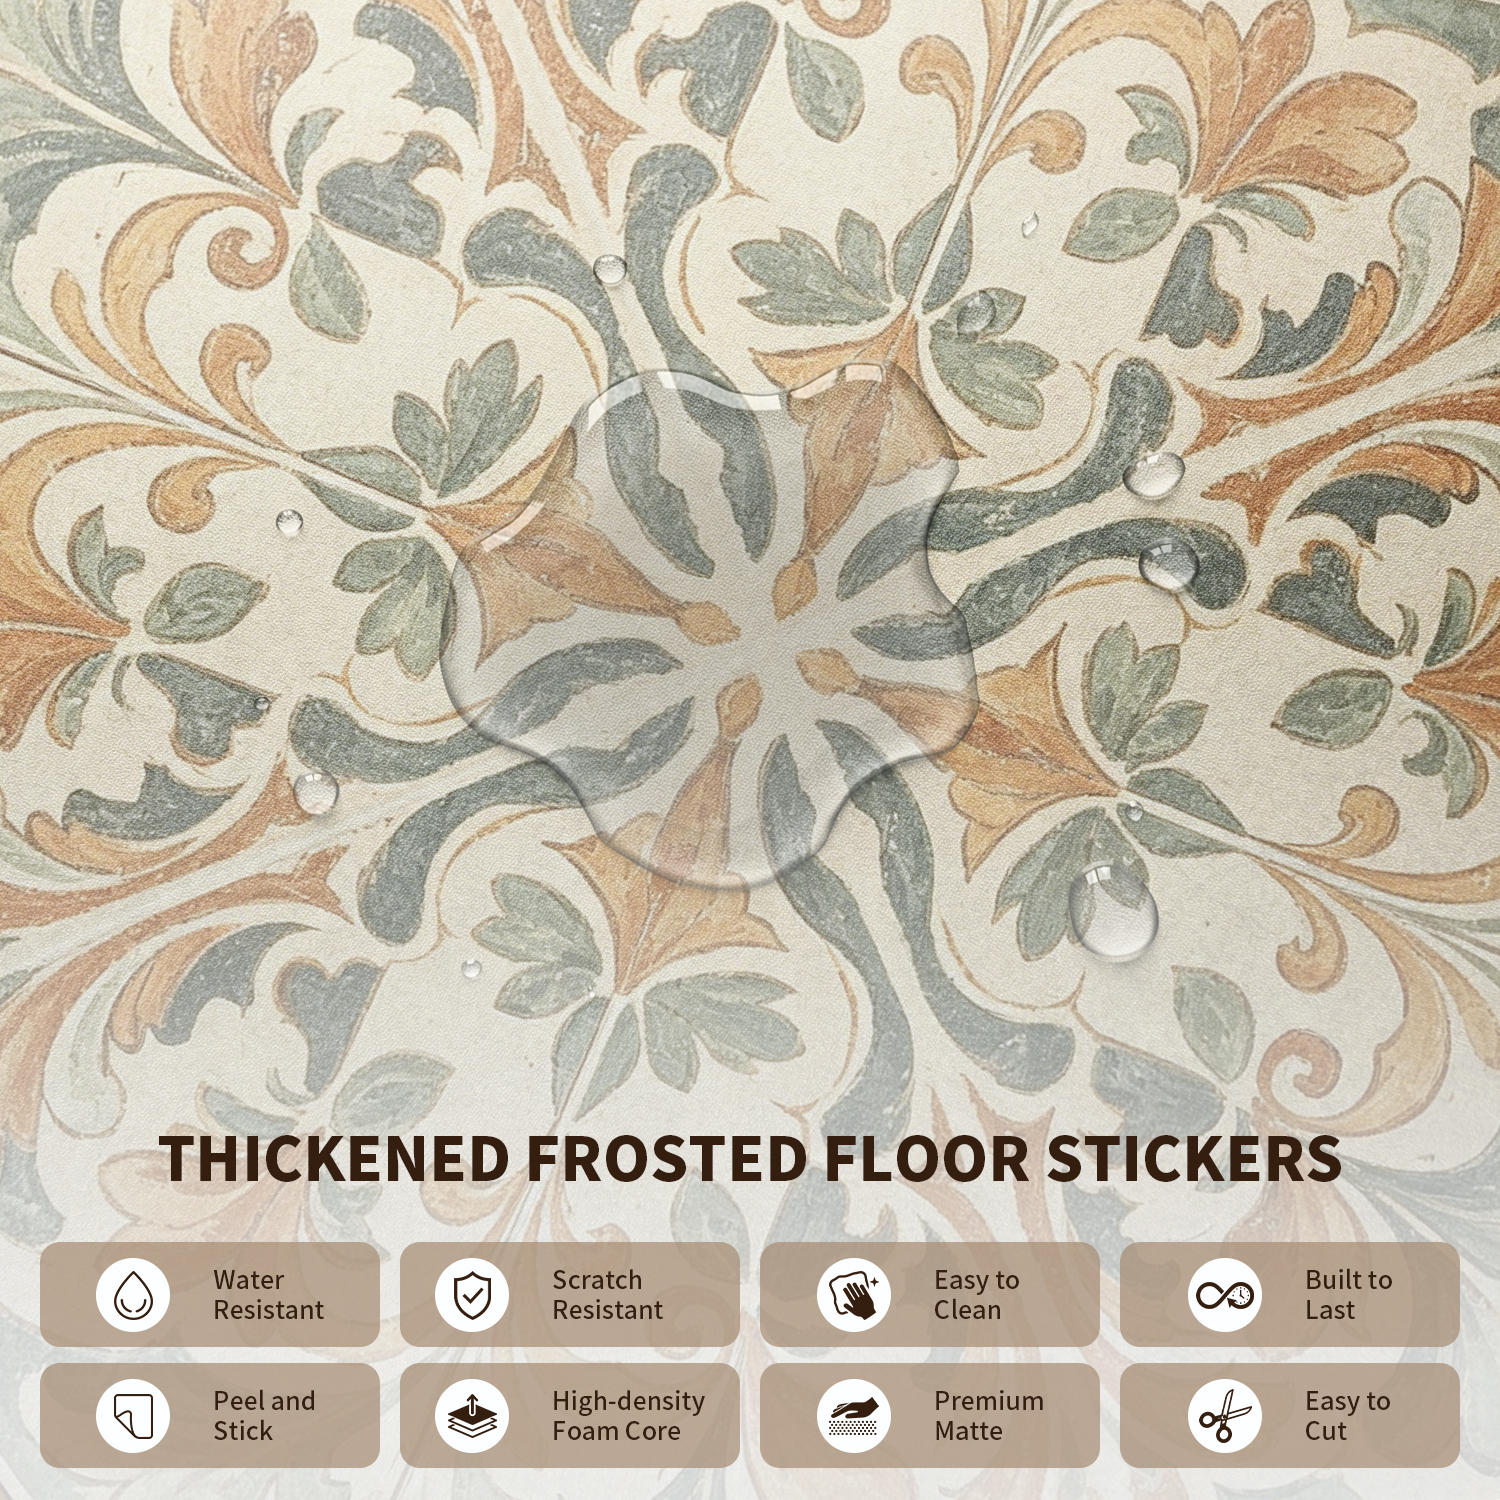 THICKENED FROSTED FLOOR STICKERS
Water
Resistant
Scratch
Resistant
Easy to
Clean
Built to
Last
Peel and
Stick
High-density
Foam Core
Premium
Matte
Easy to
Cut